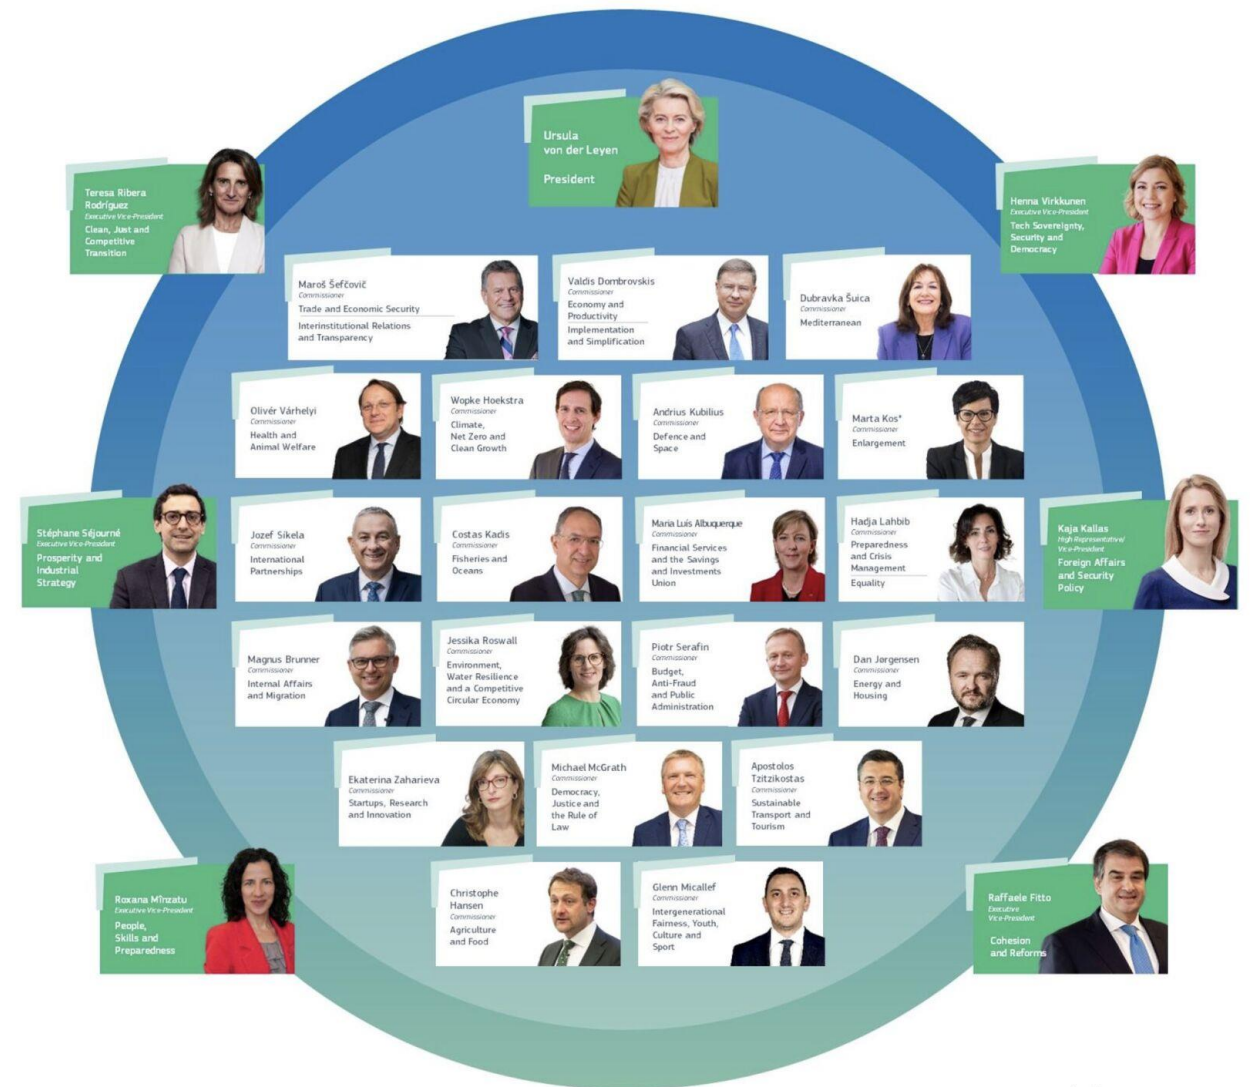 Ursula
von der Leyen
President
Teresa Ribera
Rodríguez
Executive Vice-President
Clean, Just and
Competitive
Transition
Henna Virkkunen
Executive Vice-President
Tech Sovereignty,
Security and
Democracy
Maroš Šefčovič
Commissioner
Trade and Economic Security
Interinstitutional Relations
and Transparency
Valdis Dombrovskis
Commissioner
Economy and
Productivity
Implementation
and Simplification
Dubravka Šuica
Commissioner
Mediterranean
Olivér Várhelyi
Commissioner
Health and
Animal Welfare
Wopke Hoekstra
Commissioner
Climate,
Net Zero and
Clean Growth
Andrius Kubilius
Commissioner
Defence and
Space
Marta Kos*
Commissioner
Enlargement
Stéphane Séjourné
Executive Vice-President
Prosperity and
Industrial
Strategy
Jozef Síkela
Commissioner
International
Partnerships
Costas Kadis
Commissioner
Fisheries and
Oceans
Maria Luís Albuquerque
Commissioner
Financial Services
and the Savings
and Investments
Union
Hadja Lahbib
Commissioner
Preparedness
and Crisis
Management
Equality
Kaja Kallas
High Representative/
Vice-President
Foreign Affairs
and Security
Policy
Magnus Brunner
Commissioner
Internal Affairs
and Migration
Jessika Roswall
Commissioner
Environment,
Water Resilience
and a Competitive
Circular Economy
Piotr Serafin
Commissioner
Budget,
Anti-Fraud
and Public
Administration
Dan Jørgensen
Commissioner
Energy and
Housing
Ekaterina Zaharieva
Commissioner
Startups, Research
and Innovation
Michael McGrath
Commissioner
Democracy,
Justice and
the Rule of
Law
Apostolos
Tzitzikostas
Commissioner
Sustainable
Transport and
Tourism
Roxana Mînzatu
Executive Vice-President
People,
Skills and
Preparedness
Christophe
Hansen
Commissioner
Agriculture
and Food
Glenn Micallef
Commissioner
Intergenerational
Fairness, Youth,
Culture and
Sport
Raffaele Fitto
Executive
Vice-President
Cohesion
and Reforms